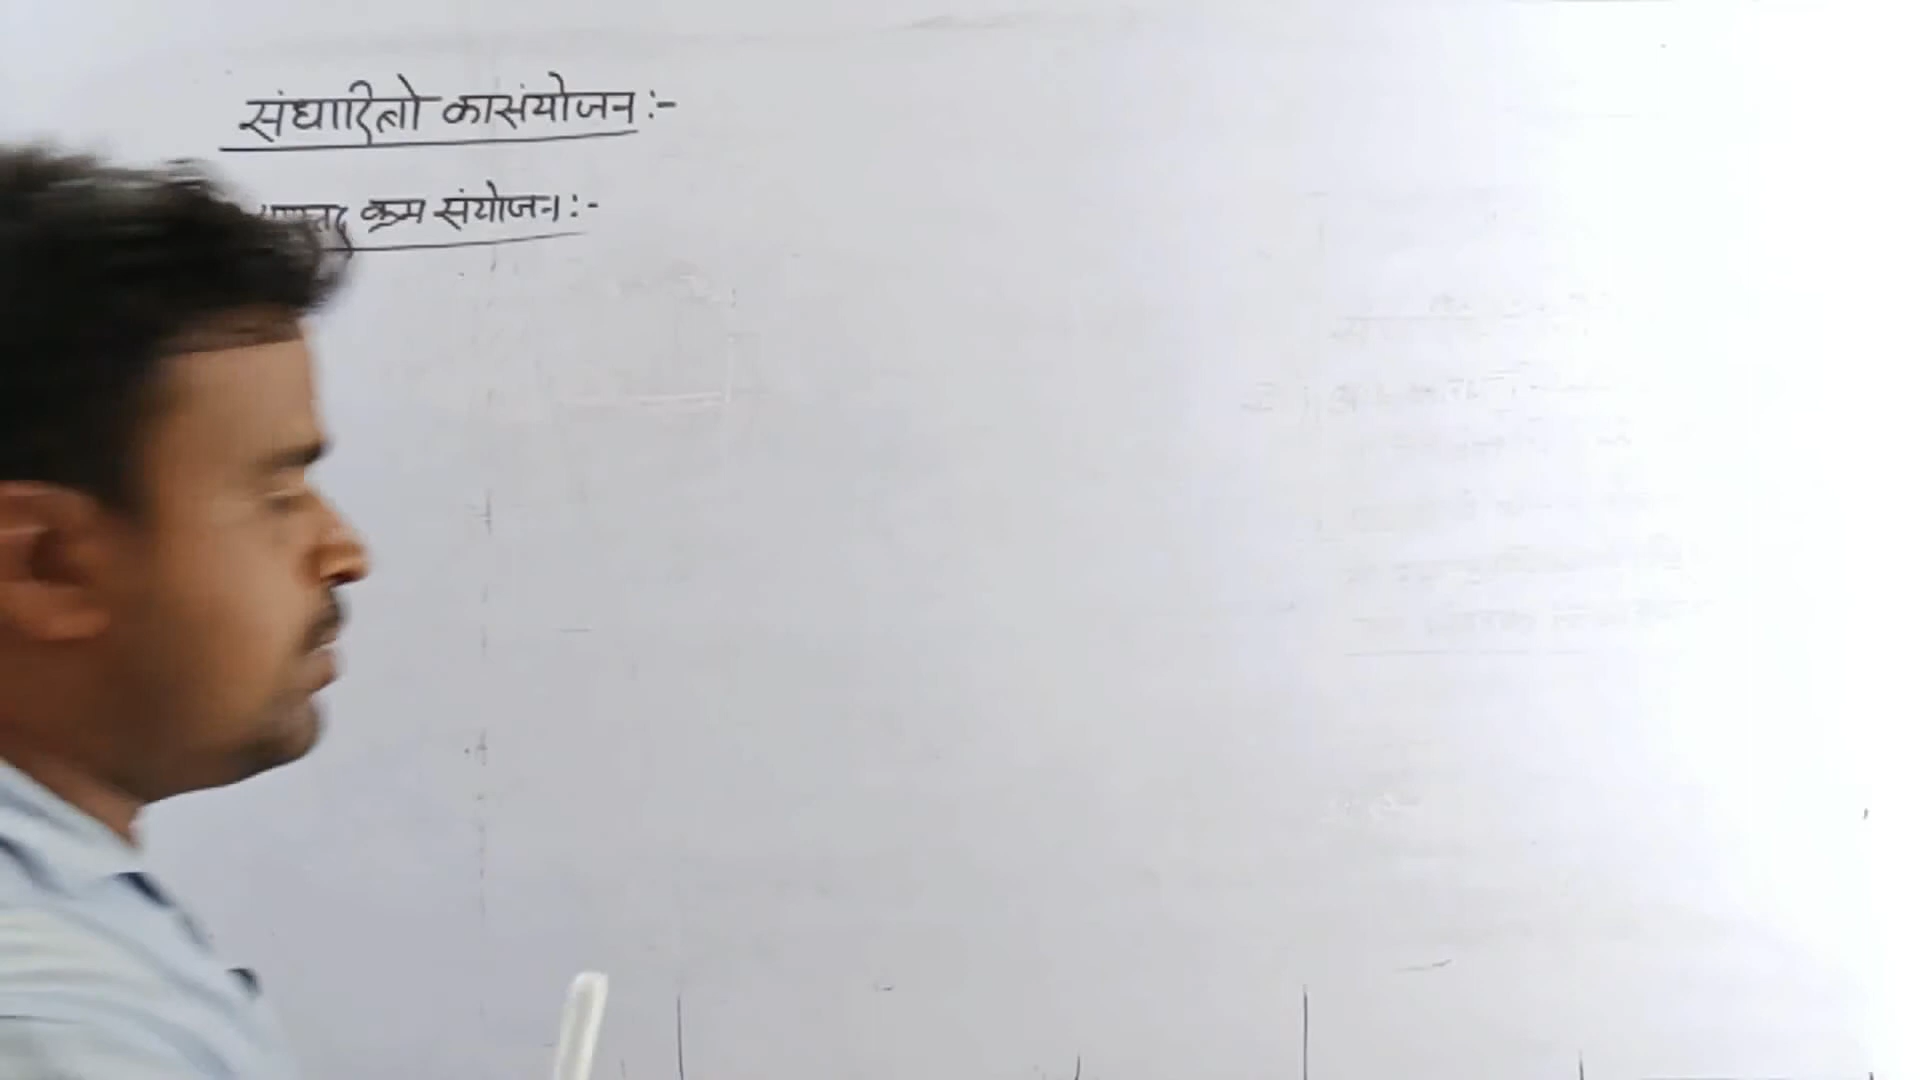 संधारित्रो का संयोजन :-
क्रम संयोजन :-